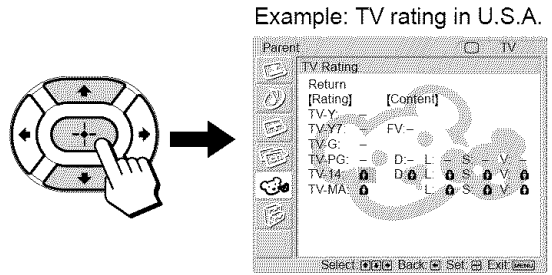 Example: TV rating in U.S.A.
Parent TV
TV Rating
Return
[Rating] [Content]
TV-Y: –
TV-Y7: – FV:–
TV-G: –
TV-PG: – D:– L: – S: – V –
TV-14: D: L: S: V:
TV-MA: L: S: V:
Select: Back: Set: Exit: MENU